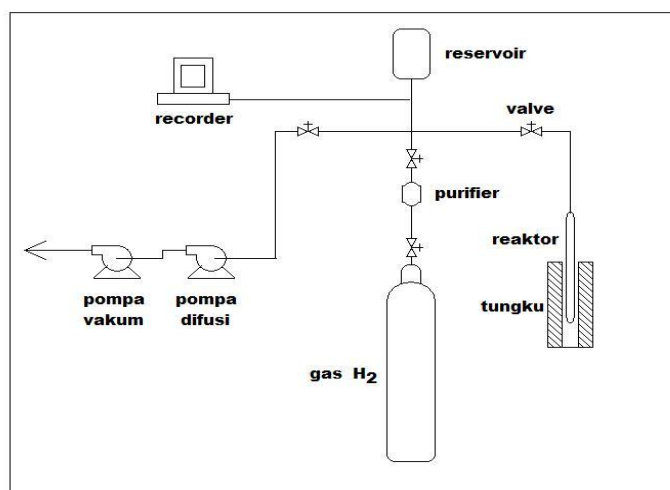 reservoir
recorder
valve
purifier
reaktor
tungku
pompa
vakum
pompa
difusi
gas H2